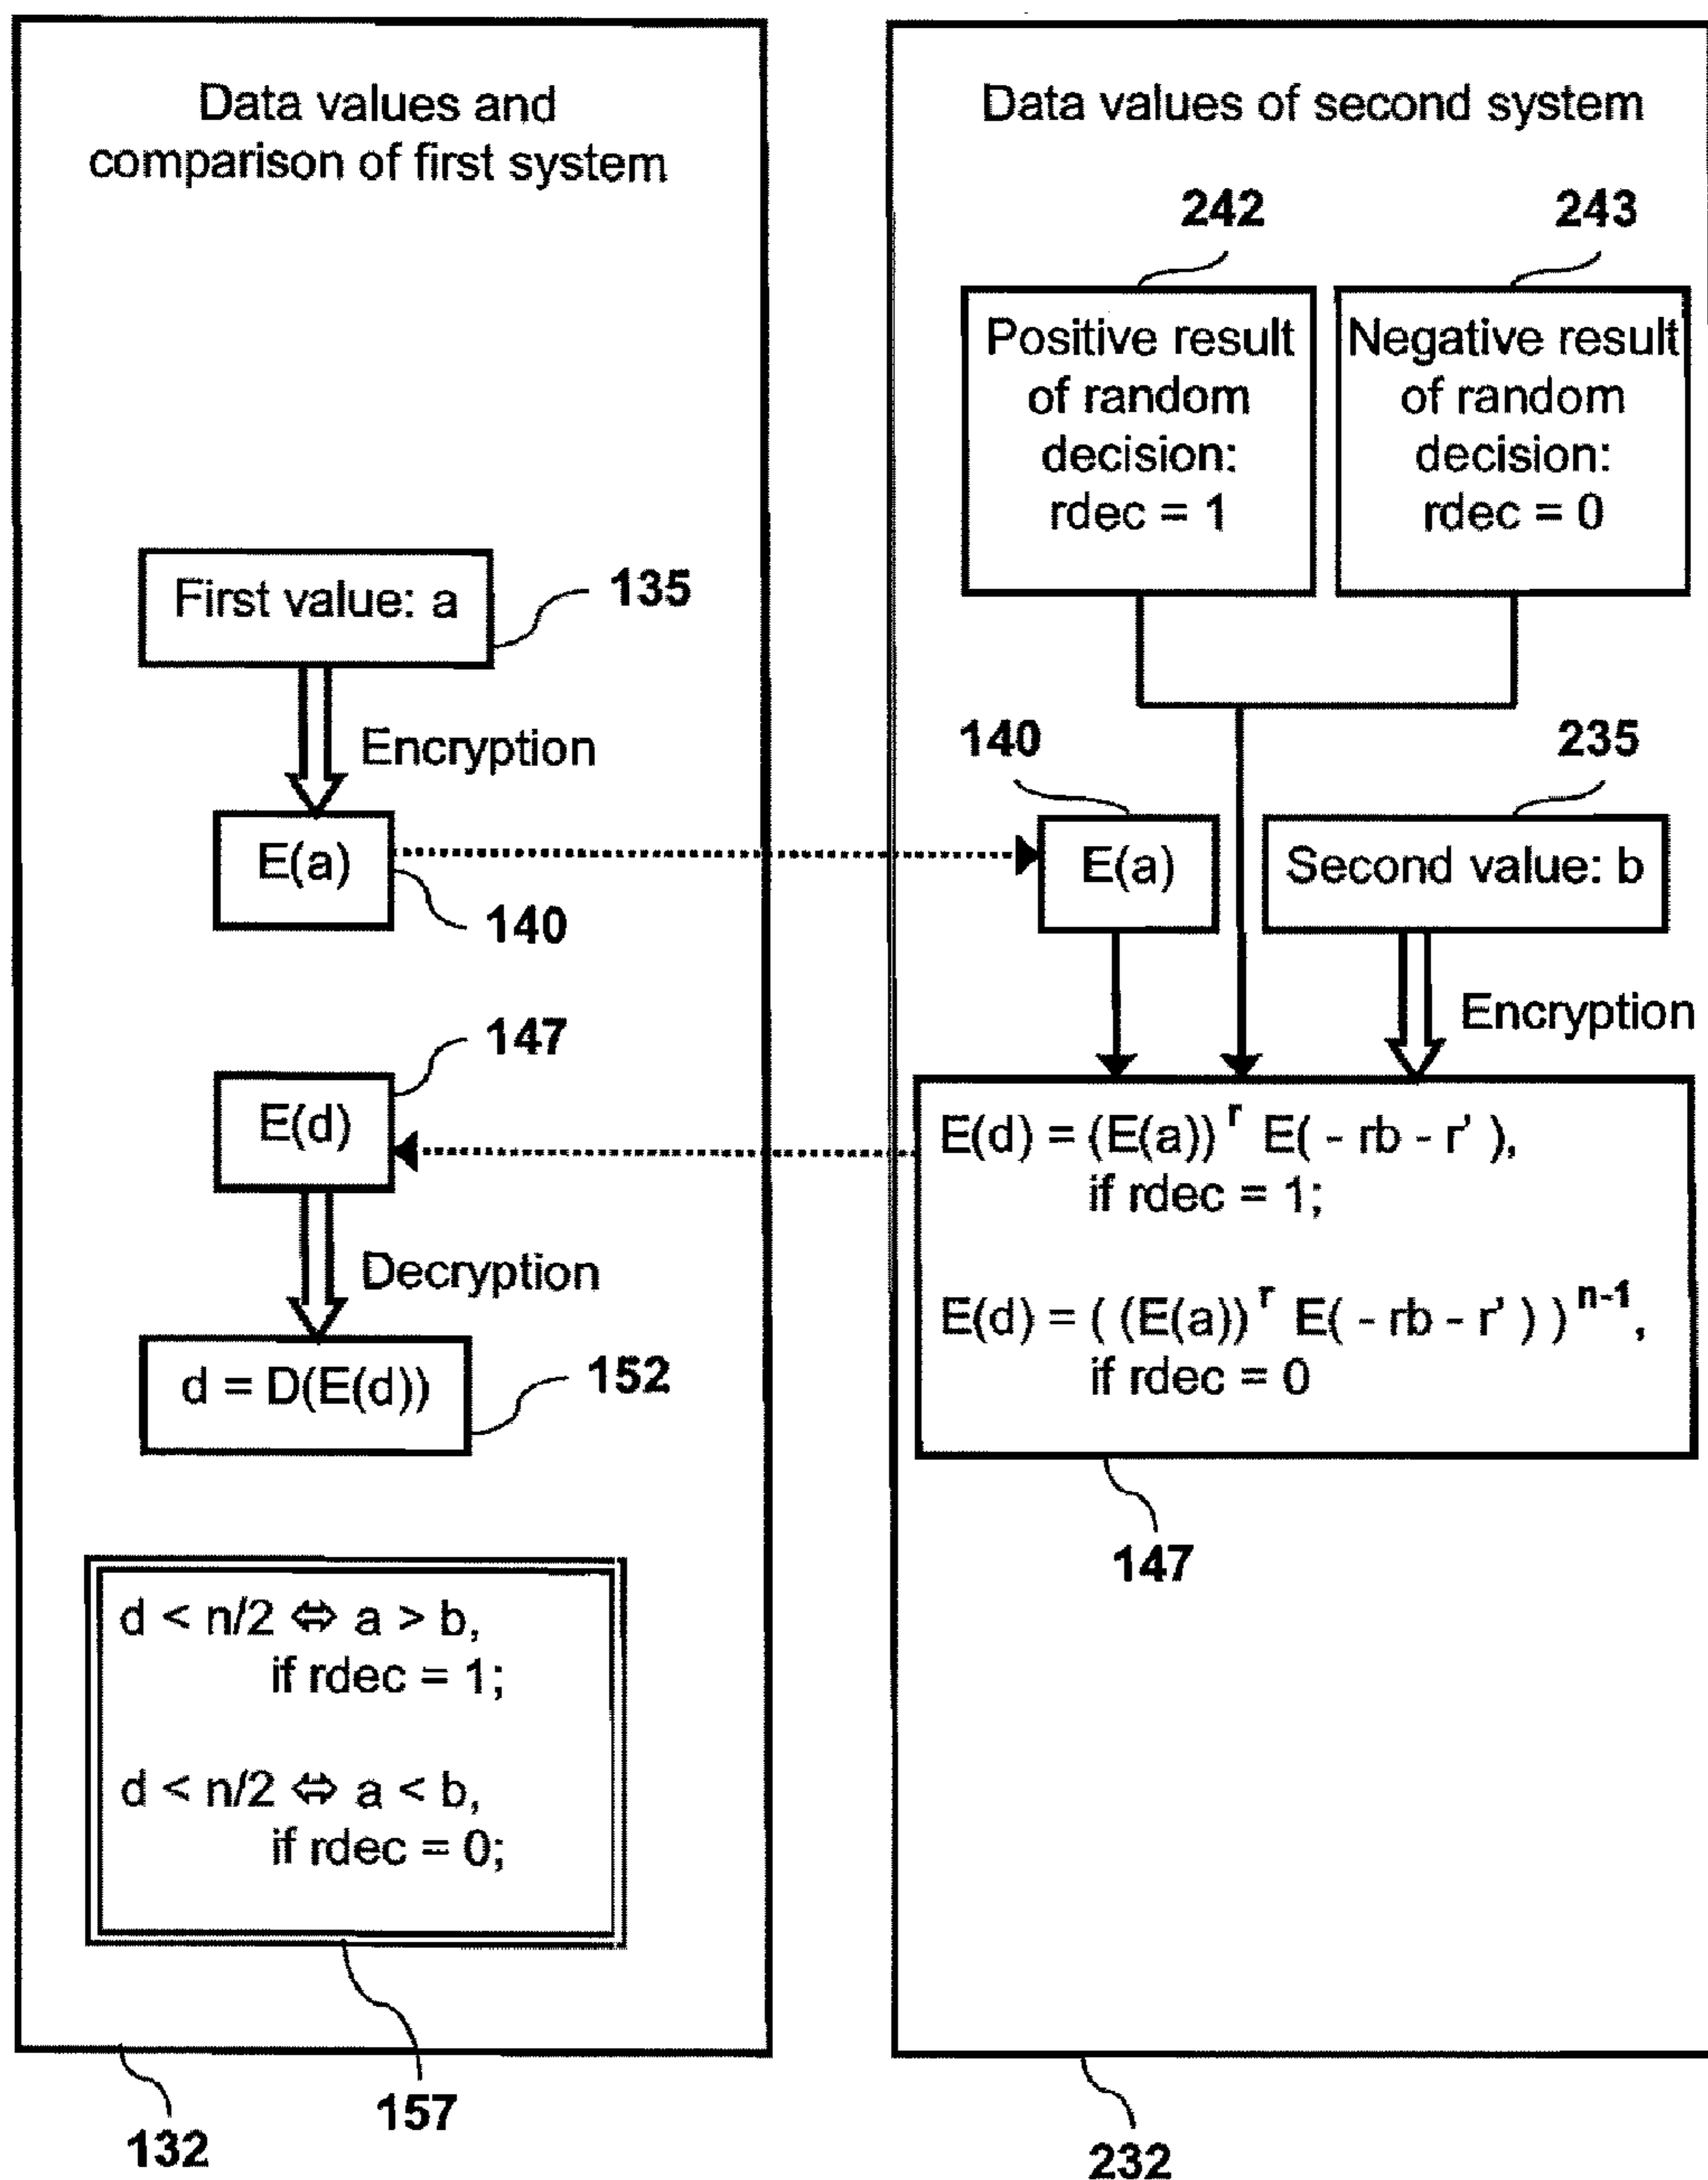 Data values and
comparison of first system
First value: a
135
Encryption
E(a)
140
147
E(d)
Decryption
d = D(E(d))
152
d < n/2 ⇔ a > b,
if rdec = 1;
d < n/2 ⇔ a < b,
if rdec = 0;
157
132
Data values of second system
242
243
Positive result
of random
decision:
rdec = 1
Negative result
of random
decision:
rdec = 0
140
235
E(a)
Second value: b
Encryption
E(d) = (E(a))^r E( - rb - r' ),
if rdec = 1;
E(d) = ( (E(a))^r E( - rb - r' ) )^n-1,
if rdec = 0
147
232